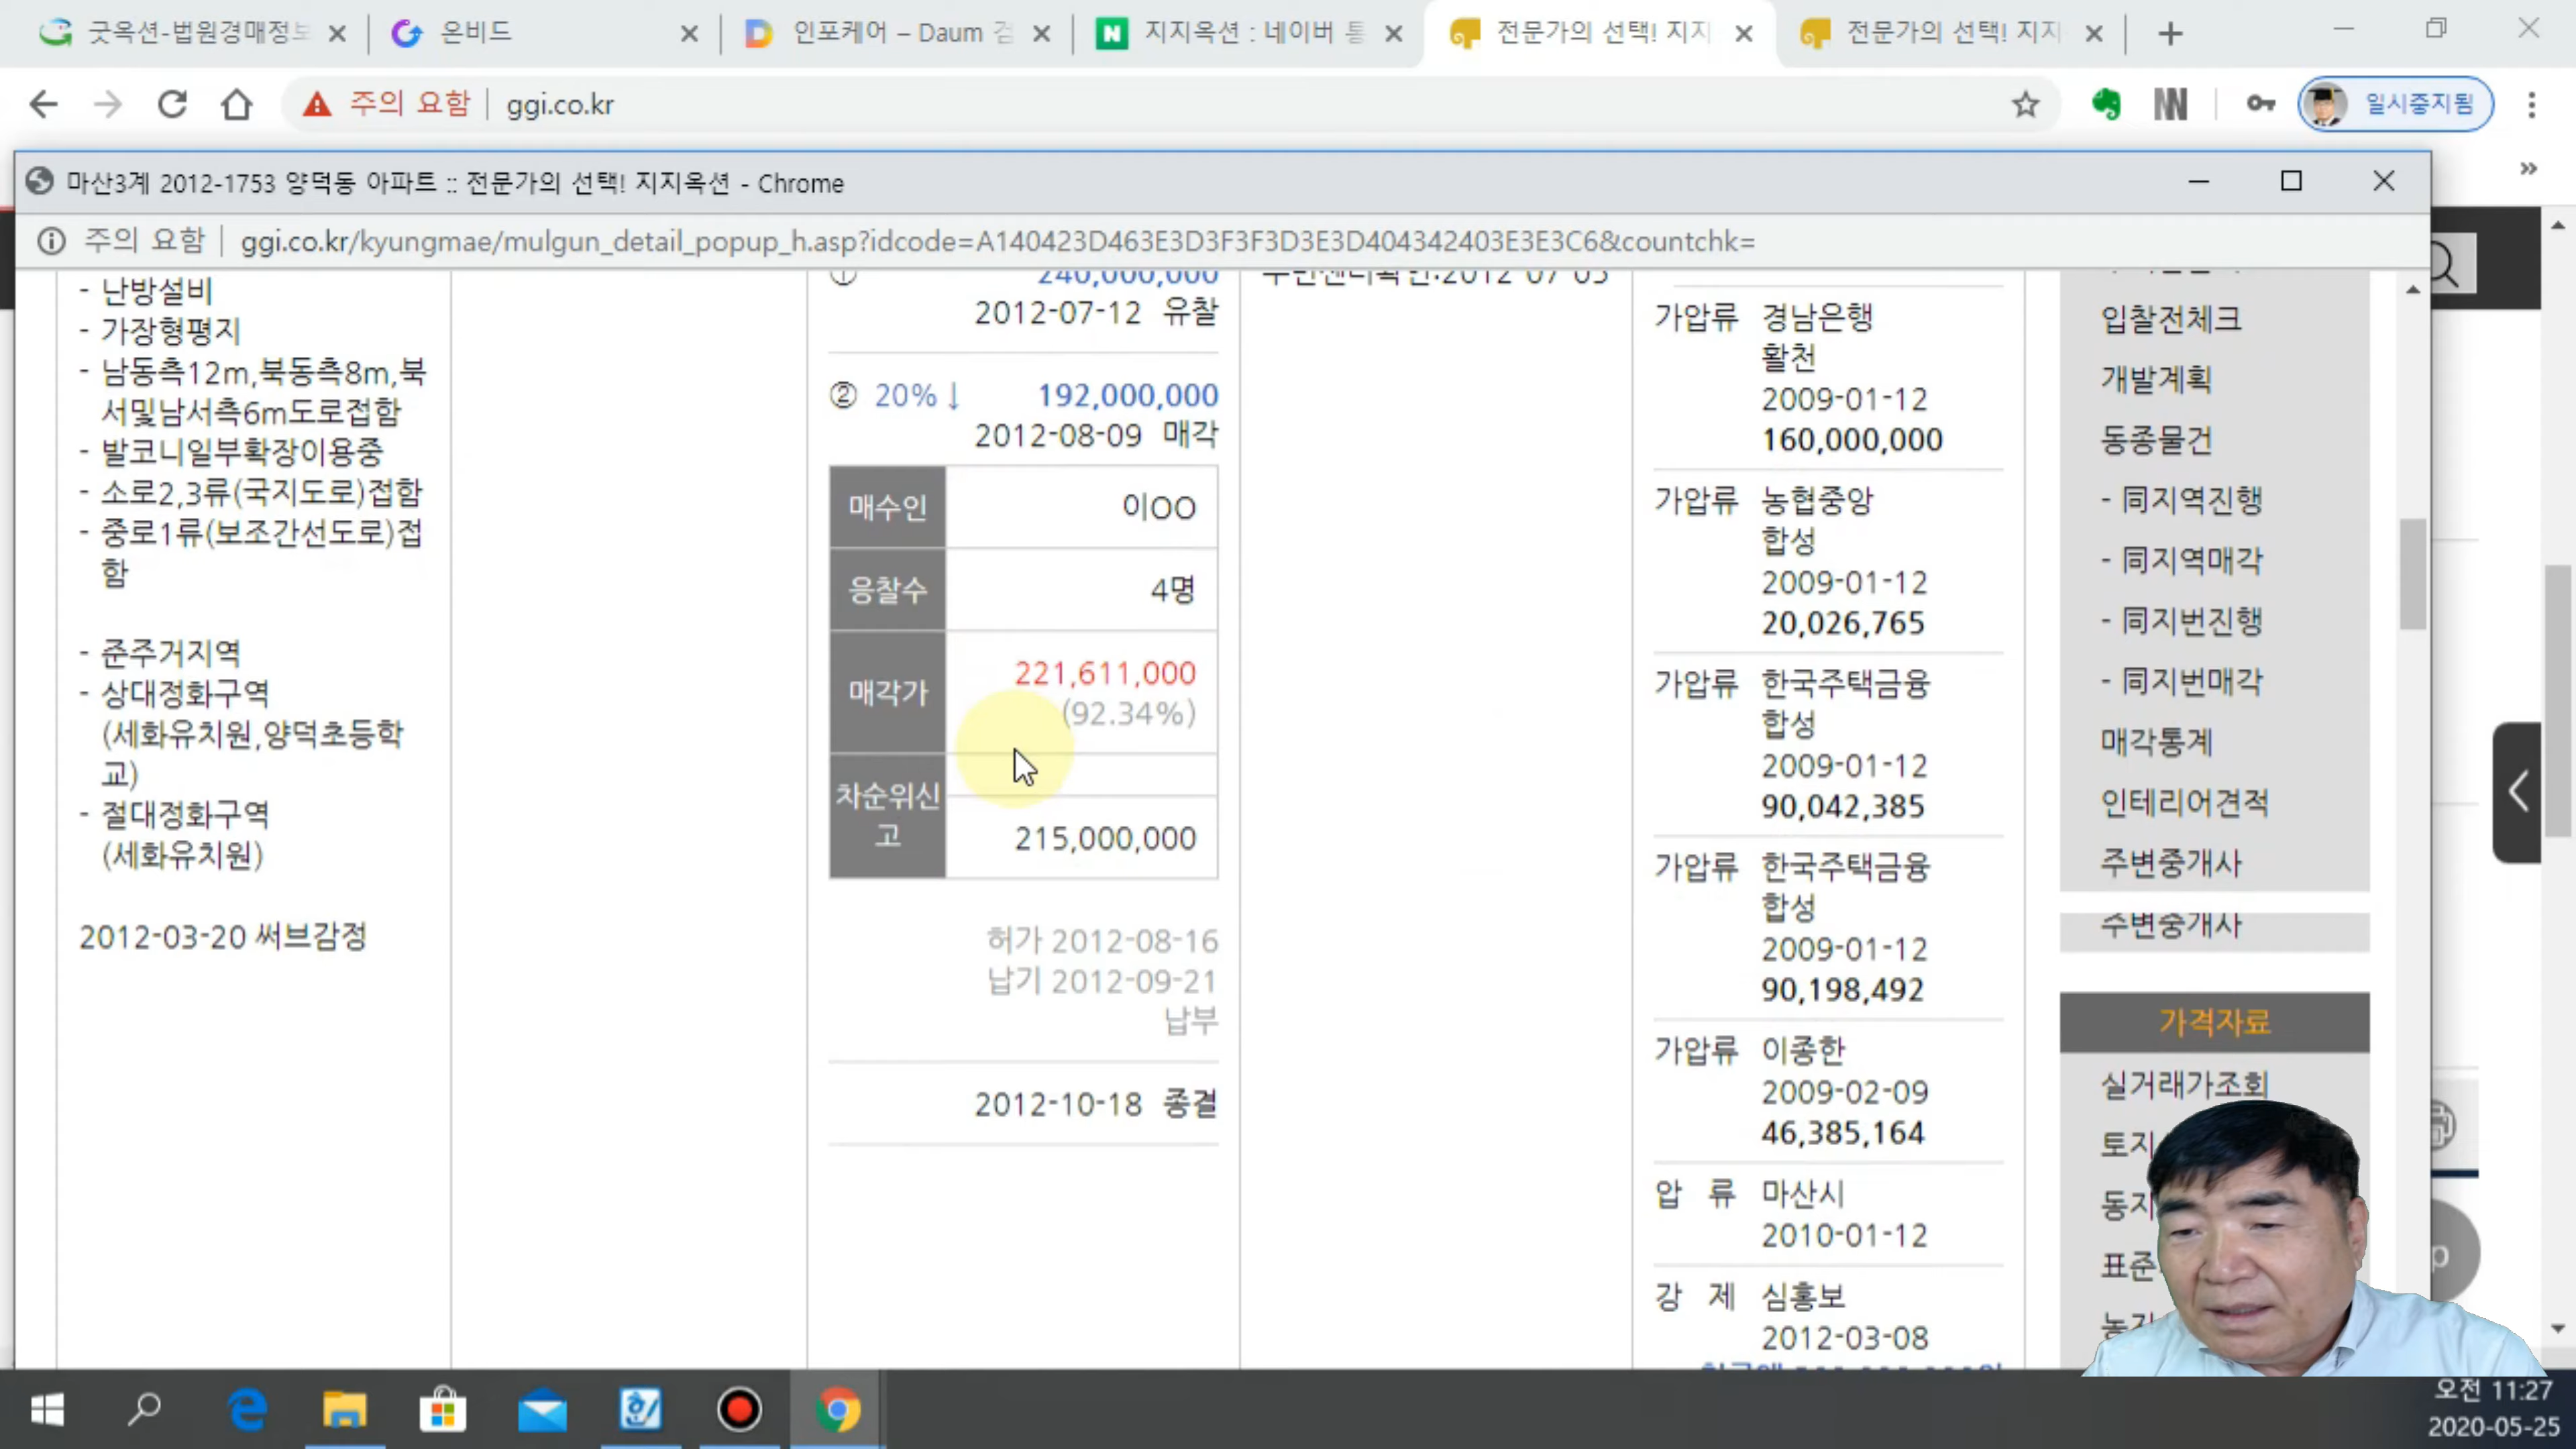 굿옥션-법원경매정보
온비드
인포케어 – Daum 검
지지옥션 : 네이버 통
전문가의 선택! 지지
전문가의 선택! 지지
주의 요함
ggi.co.kr
일시중지됨
마산3계 2012-1753 양덕동 아파트 :: 전문가의 선택! 지지옥션 - Chrome
주의 요함
ggi.co.kr/kyungmae/mulgun_detail_popup_h.asp?idcode=A140423D463E3D3F3F3D3E3D404342403E3E3C6&countchk=
- 난방설비
- 가장형평지
- 남동측12m,북동측8m,북
서및남서측6m도로접함
- 발코니일부확장이용중
- 소로2,3류(국지도로)접함
- 중로1류(보조간선도로)접
함
- 준주거지역
- 상대정화구역
(세화유치원,양덕초등학
교)
- 절대정화구역
(세화유치원)
2012-03-20 써브감정
① 240,000,000
2012-07-12 유찰
② 20%↓ 192,000,000
2012-08-09 매각
매수인 이OO
응찰수 4명
매각가 221,611,000
(92.34%)
차순위신
고
215,000,000
허가 2012-08-16
납기 2012-09-21
납부
2012-10-18 종결
주민센터확인:2012-07-05
가압류 경남은행
활천
2009-01-12
160,000,000
가압류 농협중앙
합성
2009-01-12
20,026,765
가압류 한국주택금융
합성
2009-01-12
90,042,385
가압류 한국주택금융
합성
2009-01-12
90,198,492
가압류 이종한
2009-02-09
46,385,164
압 류 마산시
2010-01-12
강 제 심홍보
2012-03-08
입찰전체크
개발계획
동종물건
- 同지역진행
- 同지역매각
- 同지번진행
- 同지번매각
매각통계
인테리어견적
주변중개사
주변중개사
가격자료
실거래가조회
토지
동지
표준
오전 11:27
2020-05-25